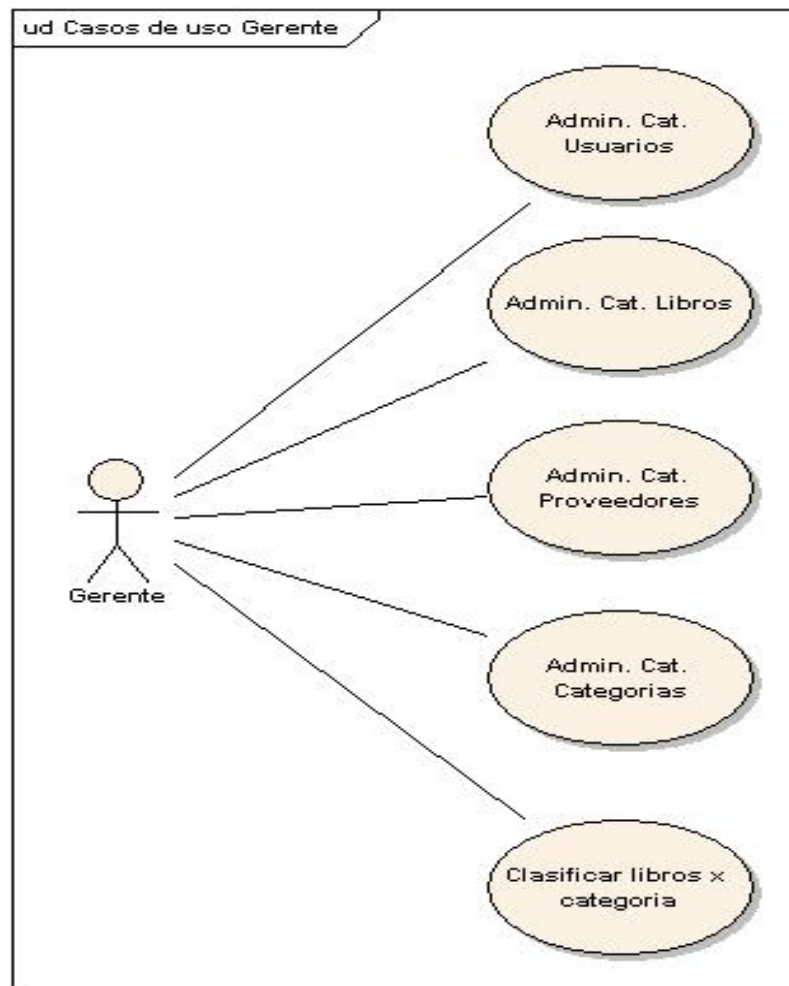 ud Casos de uso Gerente
Admin. Cat.
Usuarios
Admin. Cat. Libros
Admin. Cat.
Proveedores
Gerente
Admin. Cat.
Categorias
Clasificar libros x
categoria